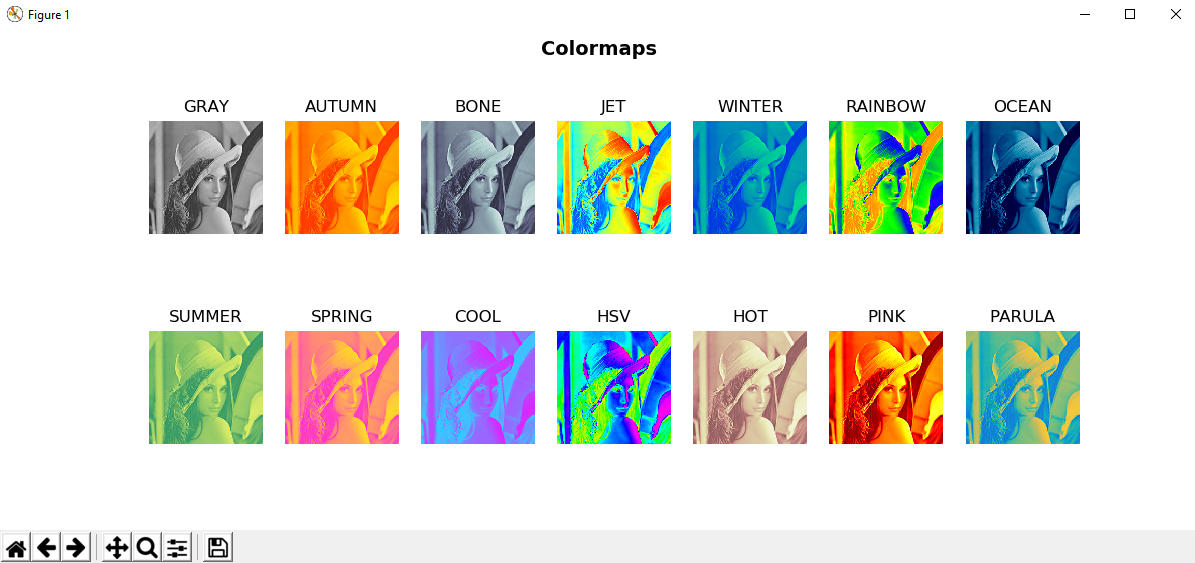 Figure 1
Colormaps
GRAY AUTUMN BONE JET WINTER RAINBOW OCEAN
SUMMER SPRING COOL HSV HOT PINK PARULA